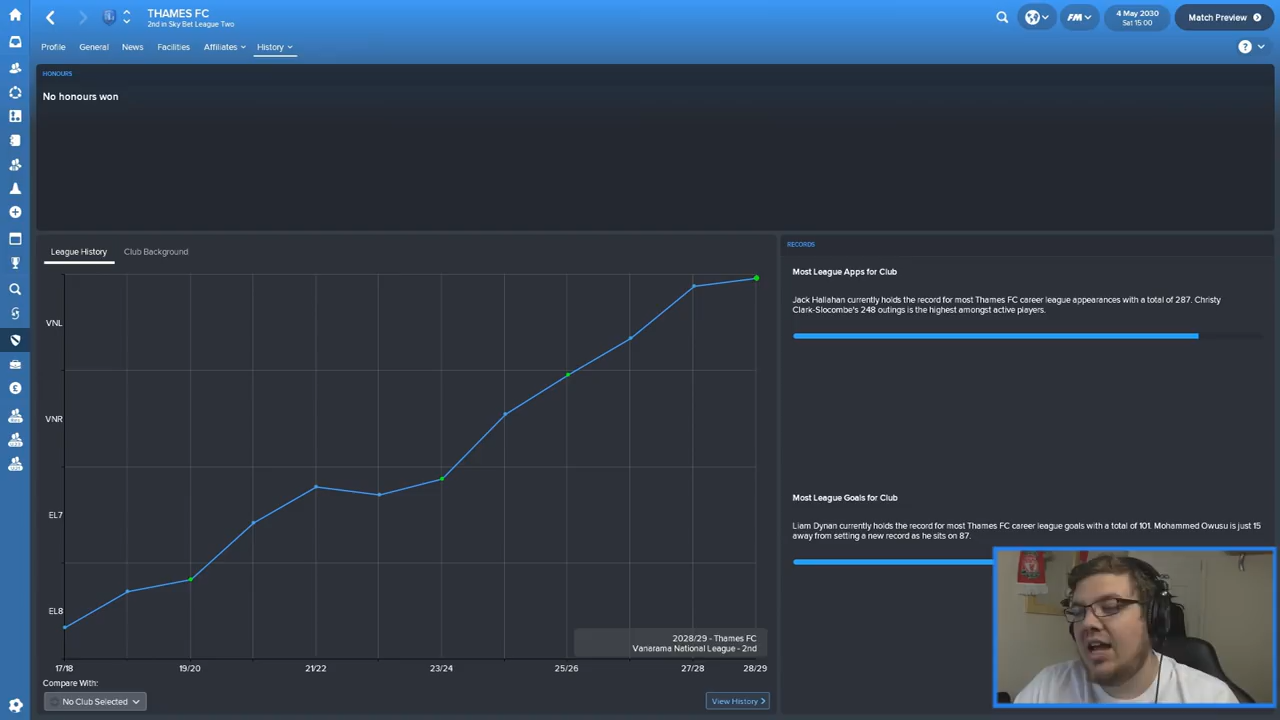 THAMES FC
2nd in Sky Bet League Two
FM
4 May 2030
Sat 15:00
Match Preview
Profile
General
News
Facilities
Affiliates
History
?
HONOURS
No honours won
League History
Club Background
VNL
VNR
EL7
EL8
17/18
19/20
21/22
23/24
25/26
27/28
28/29
2028/29 - Thames FC
Vanarama National League - 2nd
Compare With:
No Club Selected
View History
RECORDS
Most League Apps for Club
Jack Hallahan currently holds the record for most Thames FC career league appearances with a total of 287. Christy
Clark-Slocombe's 248 outings is the highest amongst active players.
Most League Goals for Club
Liam Dynan currently holds the record for most Thames FC career league goals with a total of 101. Mohammed Owusu is just 15
away from setting a new record as he sits on 87.